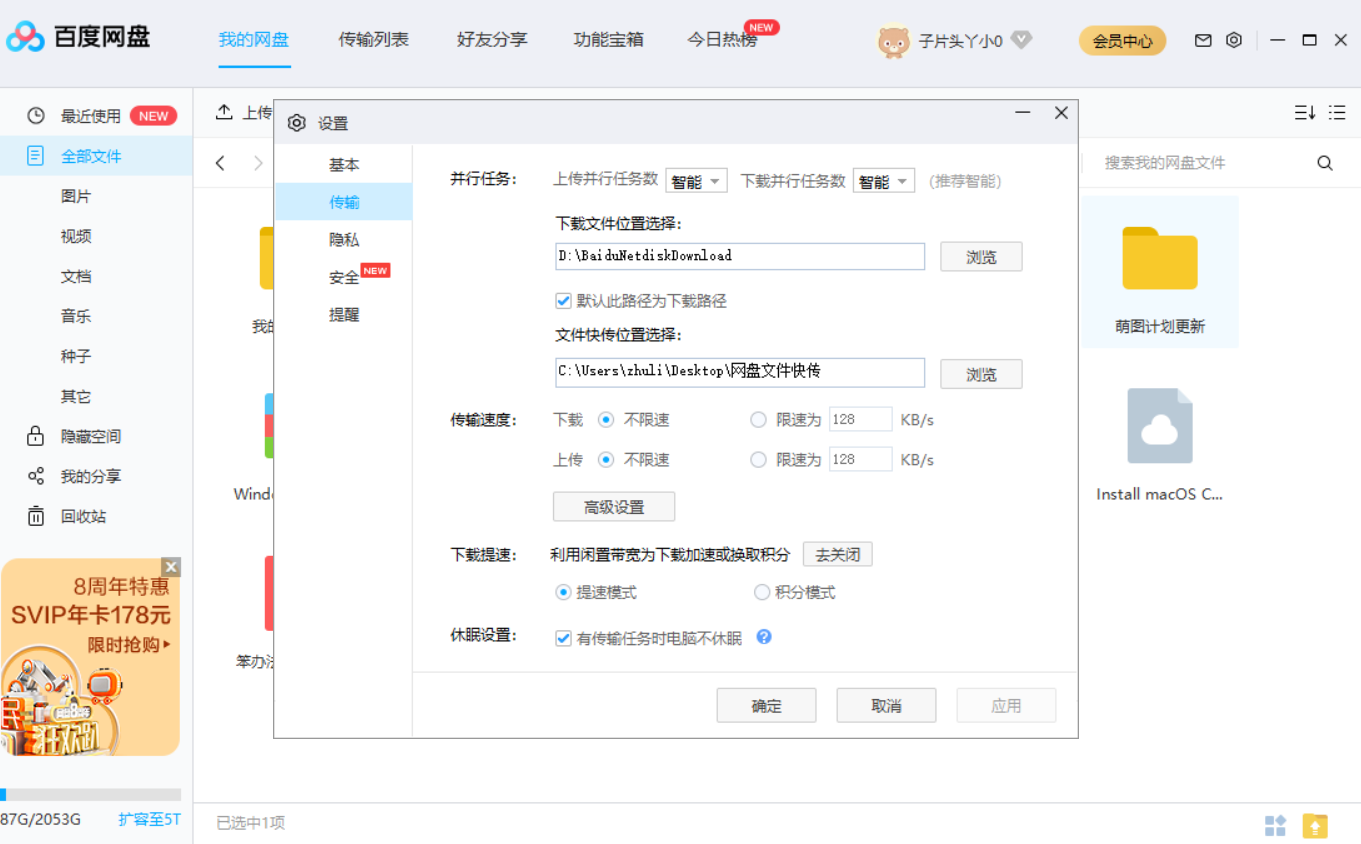 百度网盘
我的网盘 传输列表 好友分享 功能宝箱 今日热榜 NEW 子片头丫小0 会员中心
最近使用 NEW
全部文件
图片
视频
文档
音乐
种子
其它
隐藏空间
我的分享
回收站
8周年特惠
SVIP年卡178元
限时抢购
狂欢趴
87G/2053G 扩容至5T
上传
搜索我的网盘文件
我的
Windo
笨办法
萌图计划更新
Install macOS C...
已选中1项
设置
基本
传输
隐私
安全 NEW
提醒
并行任务: 上传并行任务数 智能 下载并行任务数 智能 (推荐智能)
下载文件位置选择:
D:\BaiduNetdiskDownload 浏览
默认此路径为下载路径
文件快传位置选择:
C:\Users\zhuli\Desktop\网盘文件快传 浏览
传输速度: 下载 不限速 限速为 128 KB/s
上传 不限速 限速为 128 KB/s
高级设置
下载提速: 利用闲置带宽为下载加速或换取积分 去关闭
提速模式 积分模式
休眠设置: 有传输任务时电脑不休眠 ?
确定 取消 应用